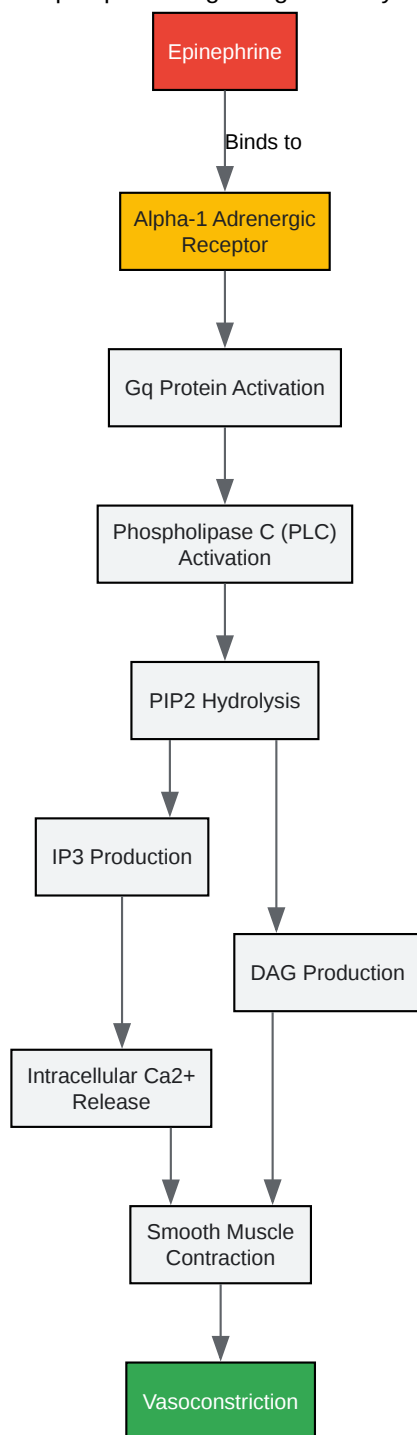 Epinephrine
Binds to
Alpha-1 Adrenergic
Receptor
Gq Protein Activation
Phospholipase C (PLC)
Activation
PIP2 Hydrolysis
IP3 Production
DAG Production
Intracellular Ca2+
Release
Smooth Muscle
Contraction
Vasoconstriction